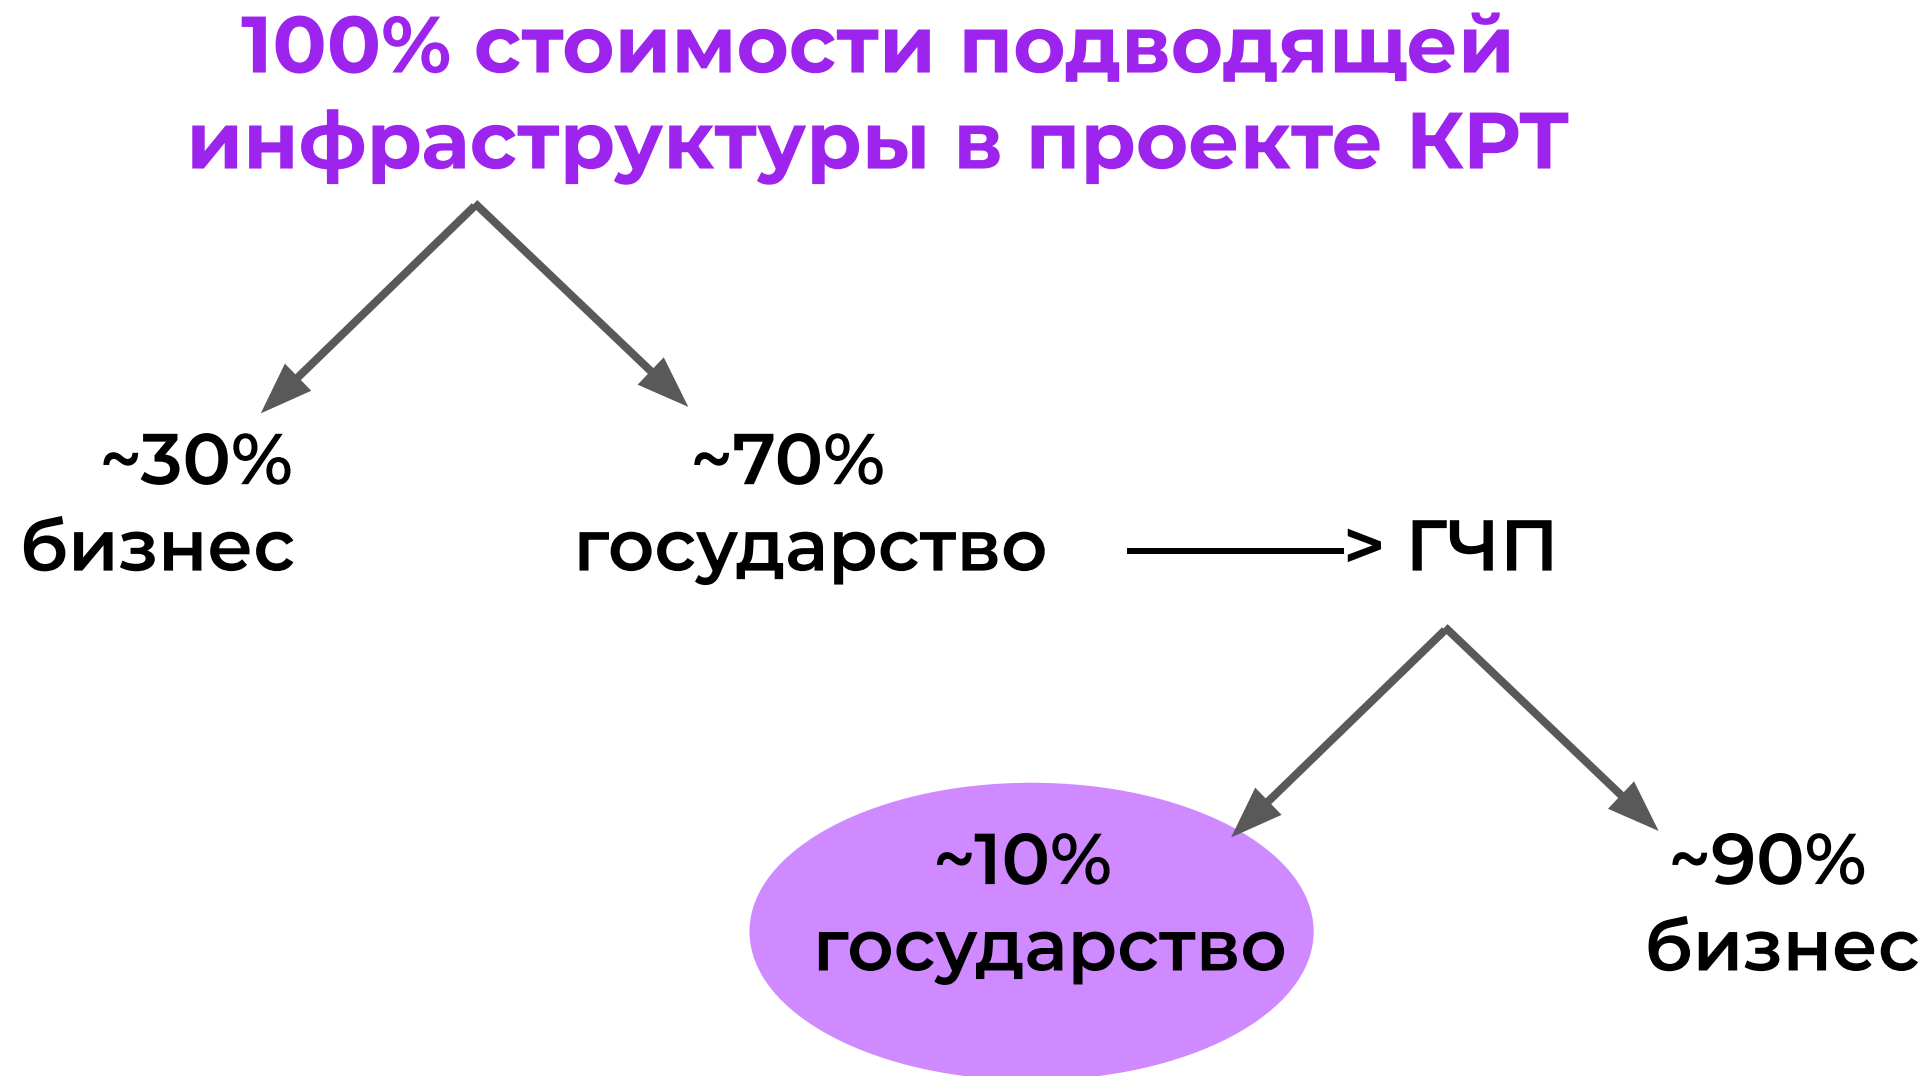 100% стоимости подводящей
инфраструктуры в проекте КРТ
~30%
бизнес
~70%
государство
> ГЧП
~10%
государство
~90%
бизнес